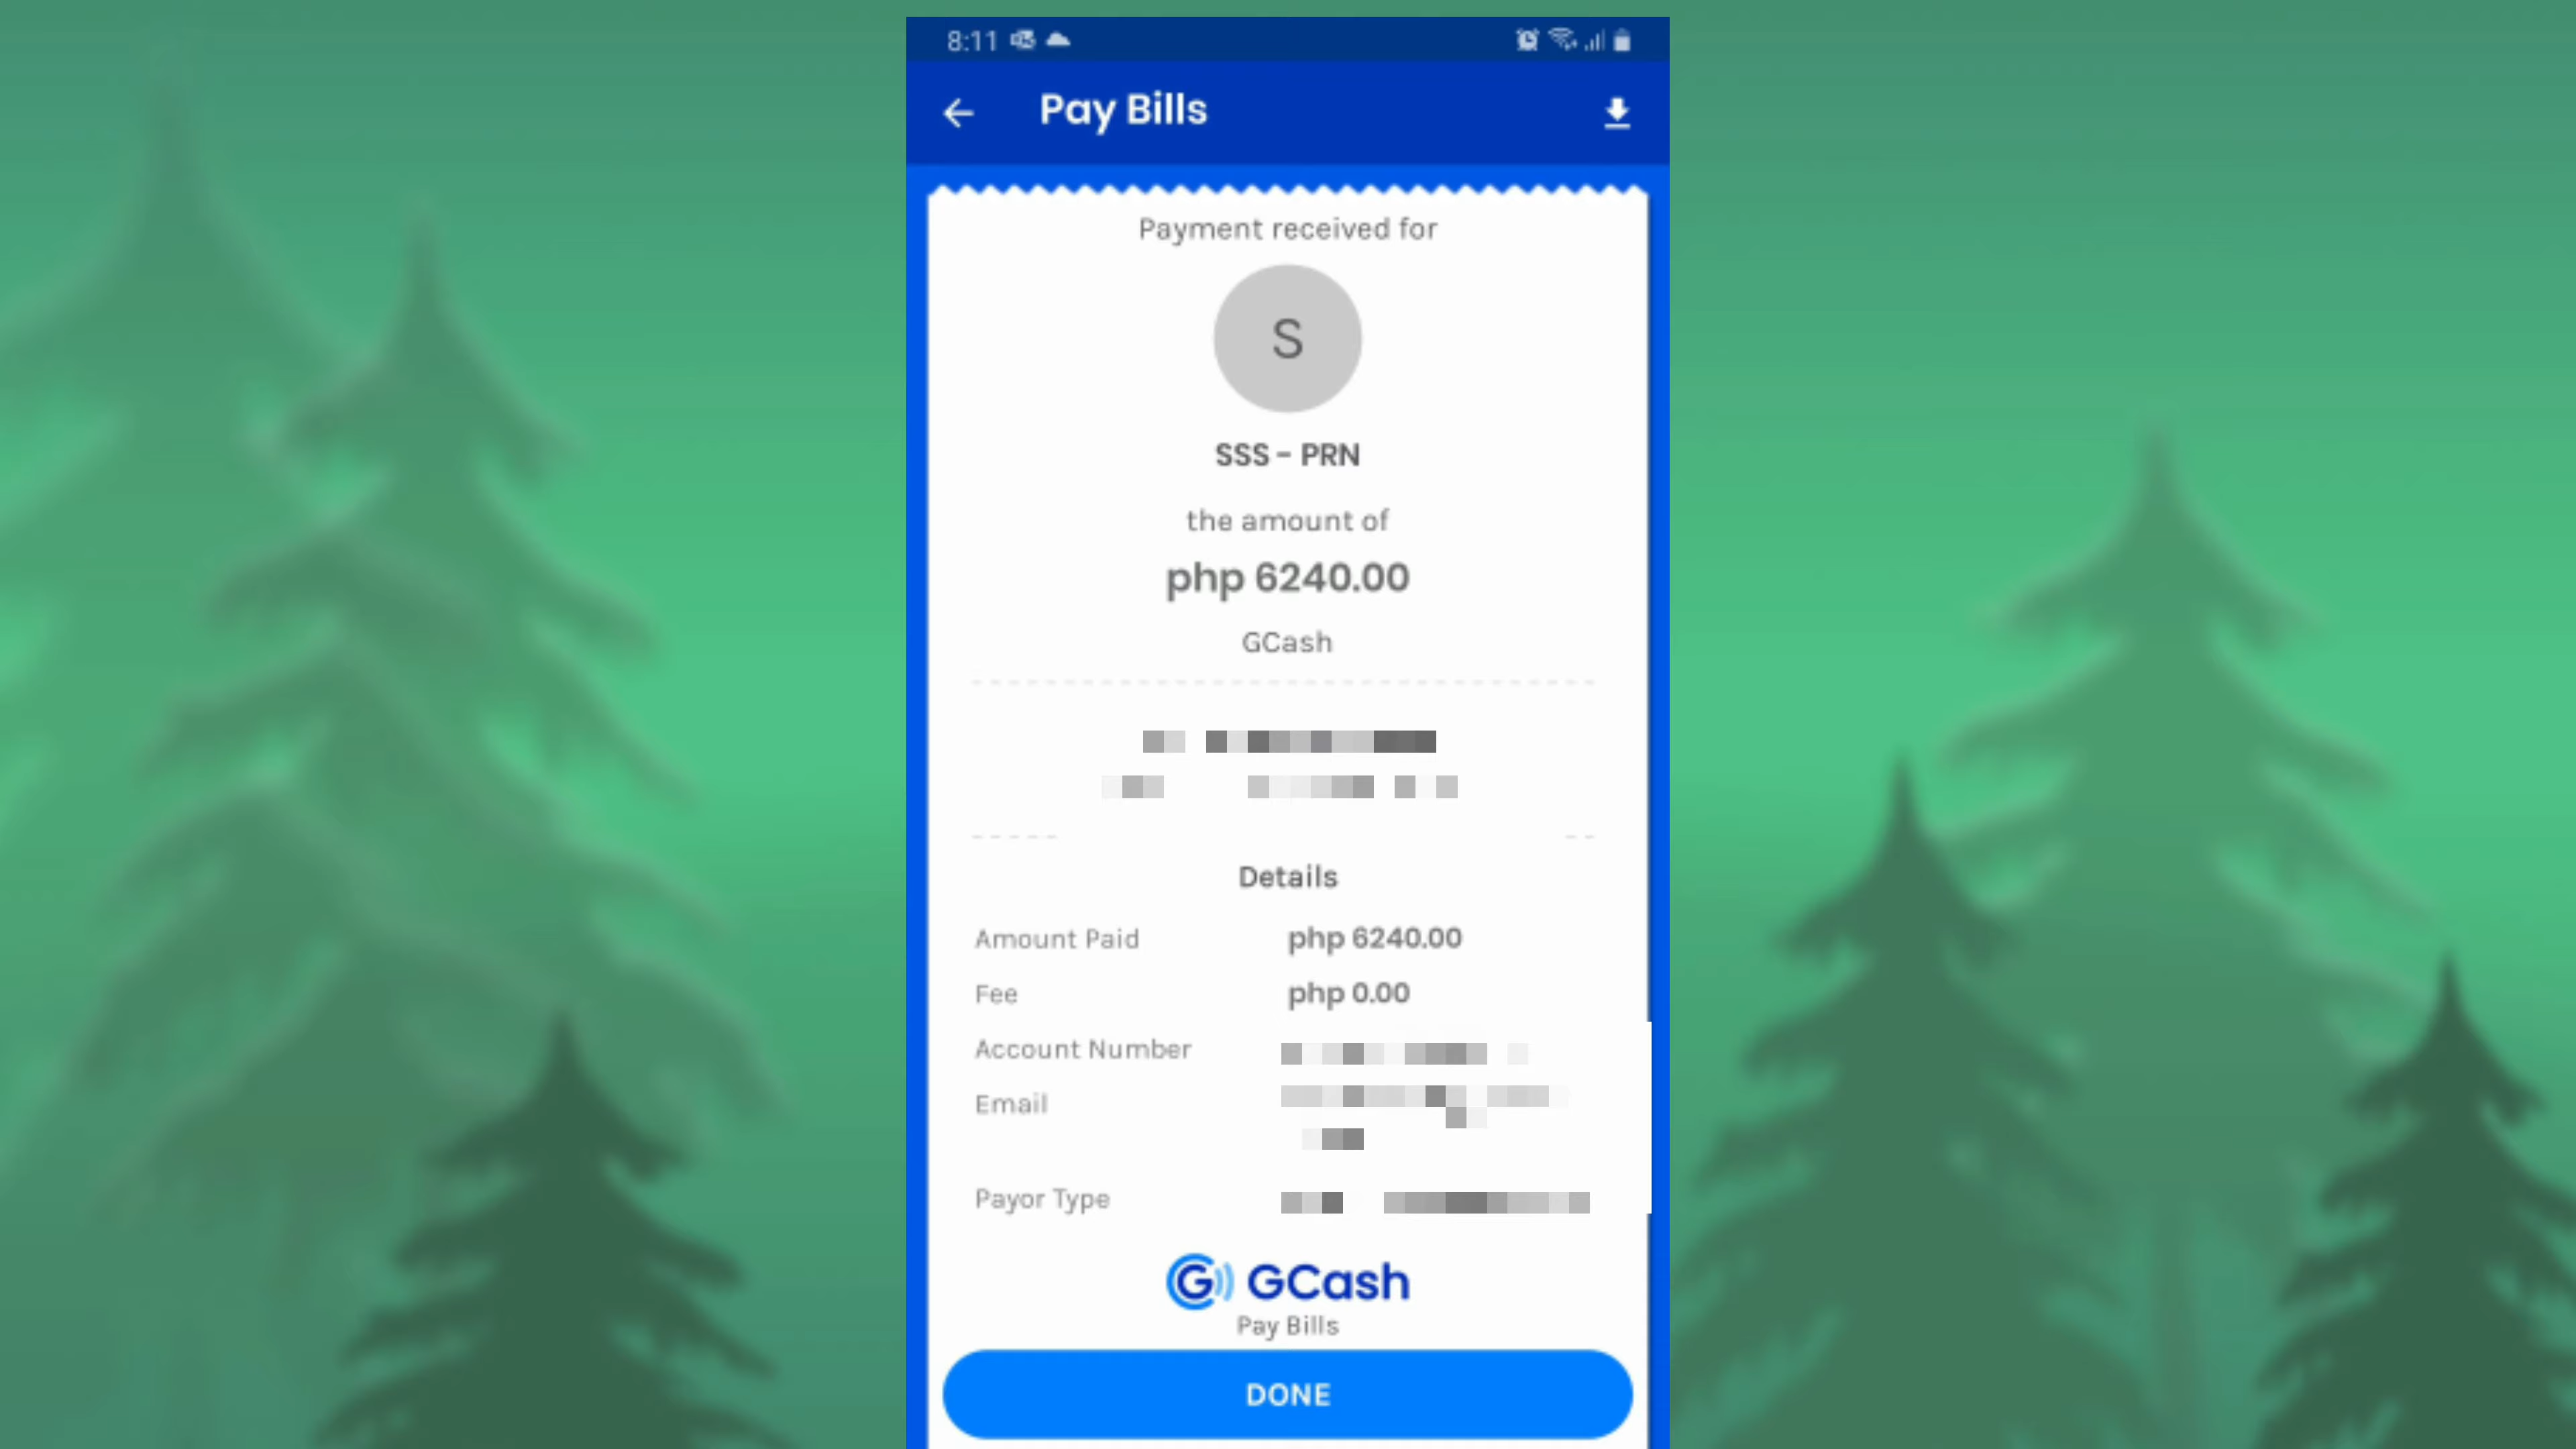 8:11
Pay Bills
Payment received for
S
SSS - PRN
the amount of
php 6240.00
GCash
Details
Amount Paid php 6240.00
Fee php 0.00
Account Number
Email
Payor Type
G GCash
Pay Bills
DONE